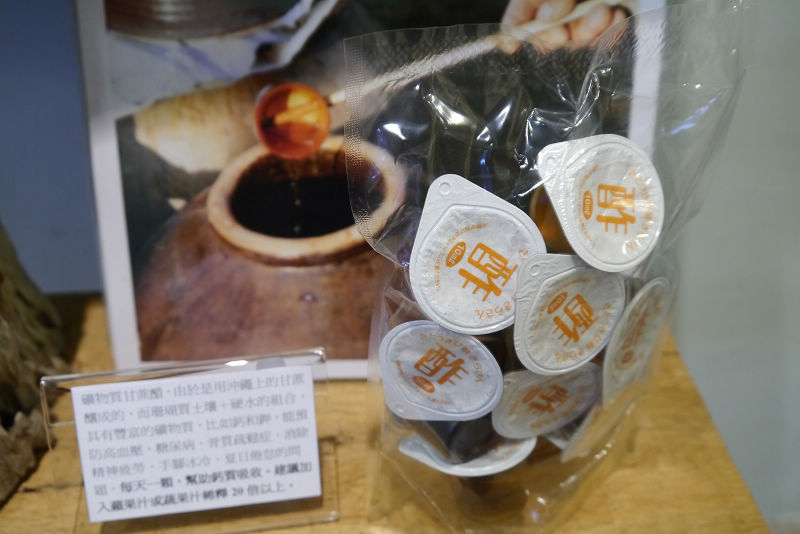 礦物質甘蔗醋，由於是用沖繩上的甘蔗
釀成的，而珊瑚質土壤＋硬水的組合，
具有豐富的礦物質，比如鈣和鉀，能預
防高血壓、糖尿病、骨質疏鬆症，消除
精神疲勞、手腳冰冷、夏日倦怠的問
題，每天一顆，幫助鈣質吸收，建議加
入蘋果汁或蔬果汁稀釋 20 倍以上。
酢
10ml
酢
10ml
酢
酢